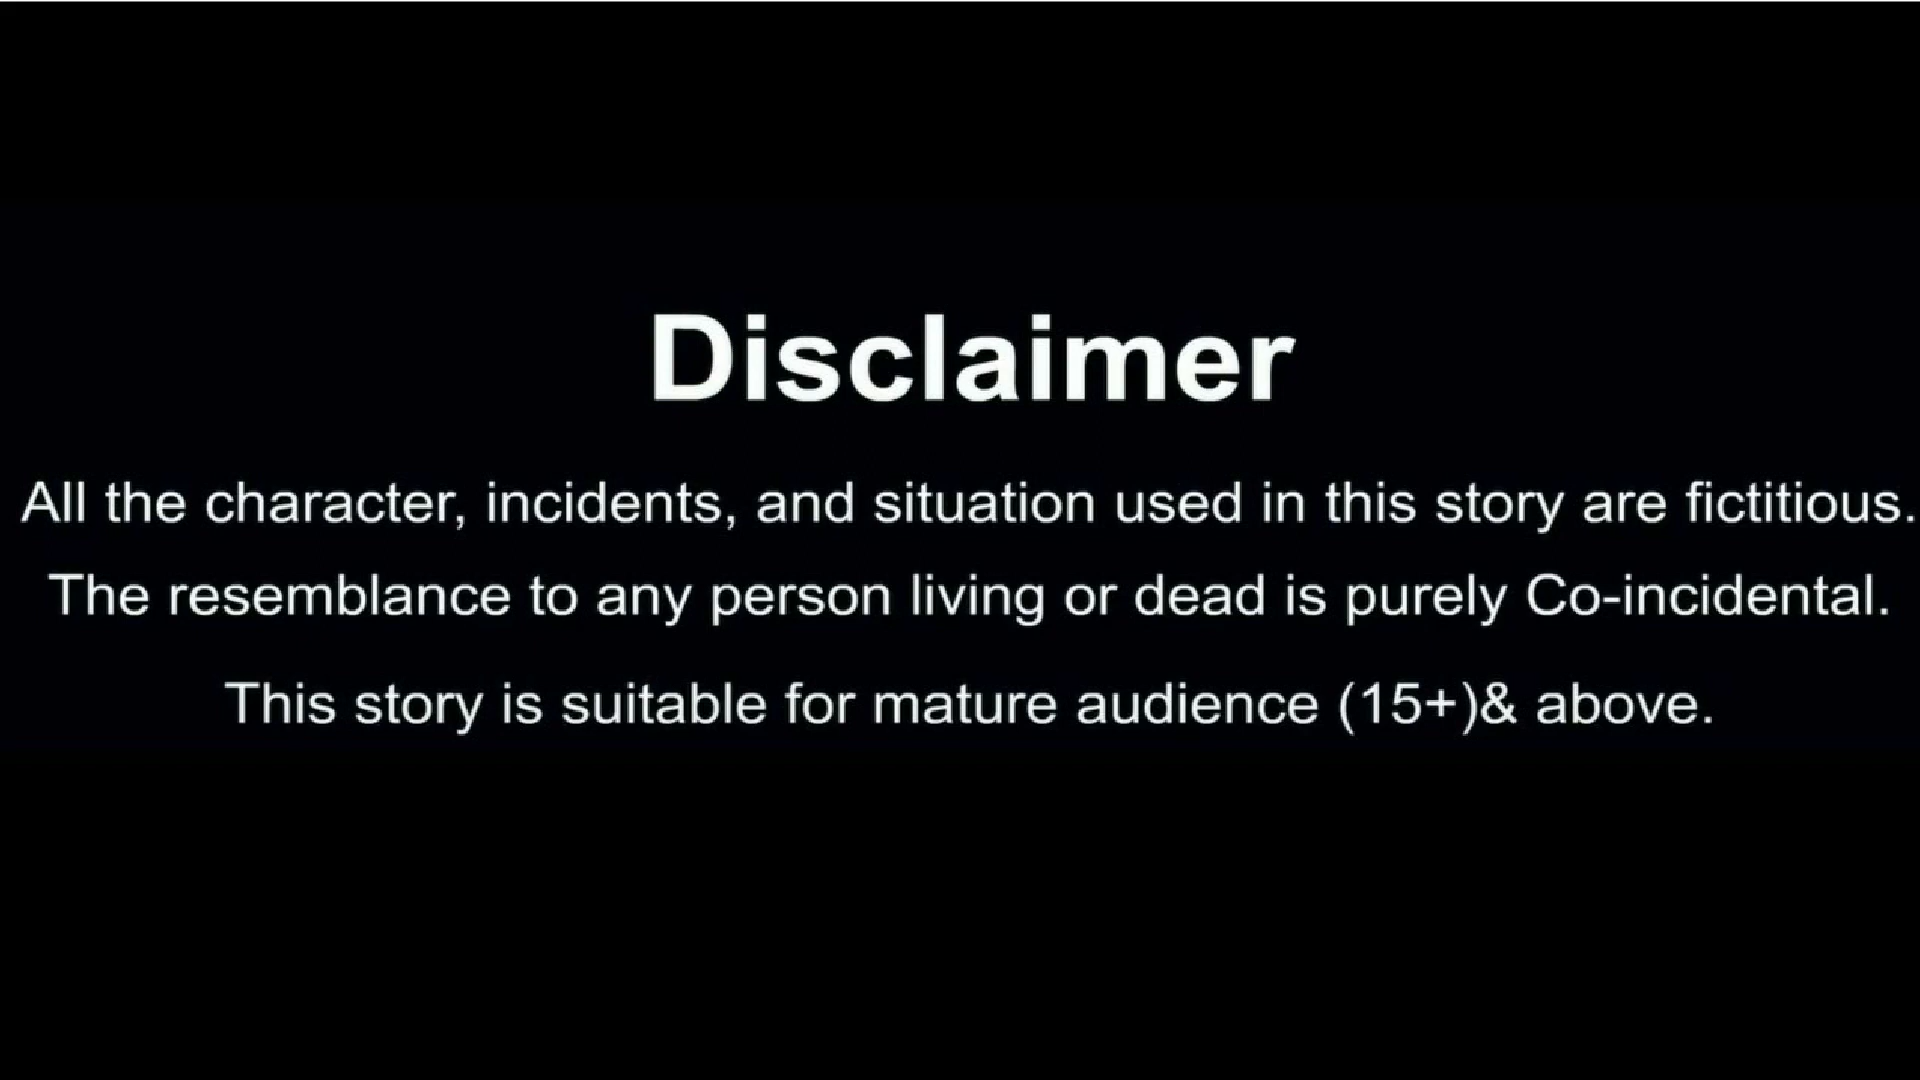 Disclaimer
All the character, incidents, and situation used in this story are fictitious.
The resemblance to any person living or dead is purely Co-incidental.
This story is suitable for mature audience (15+)& above.